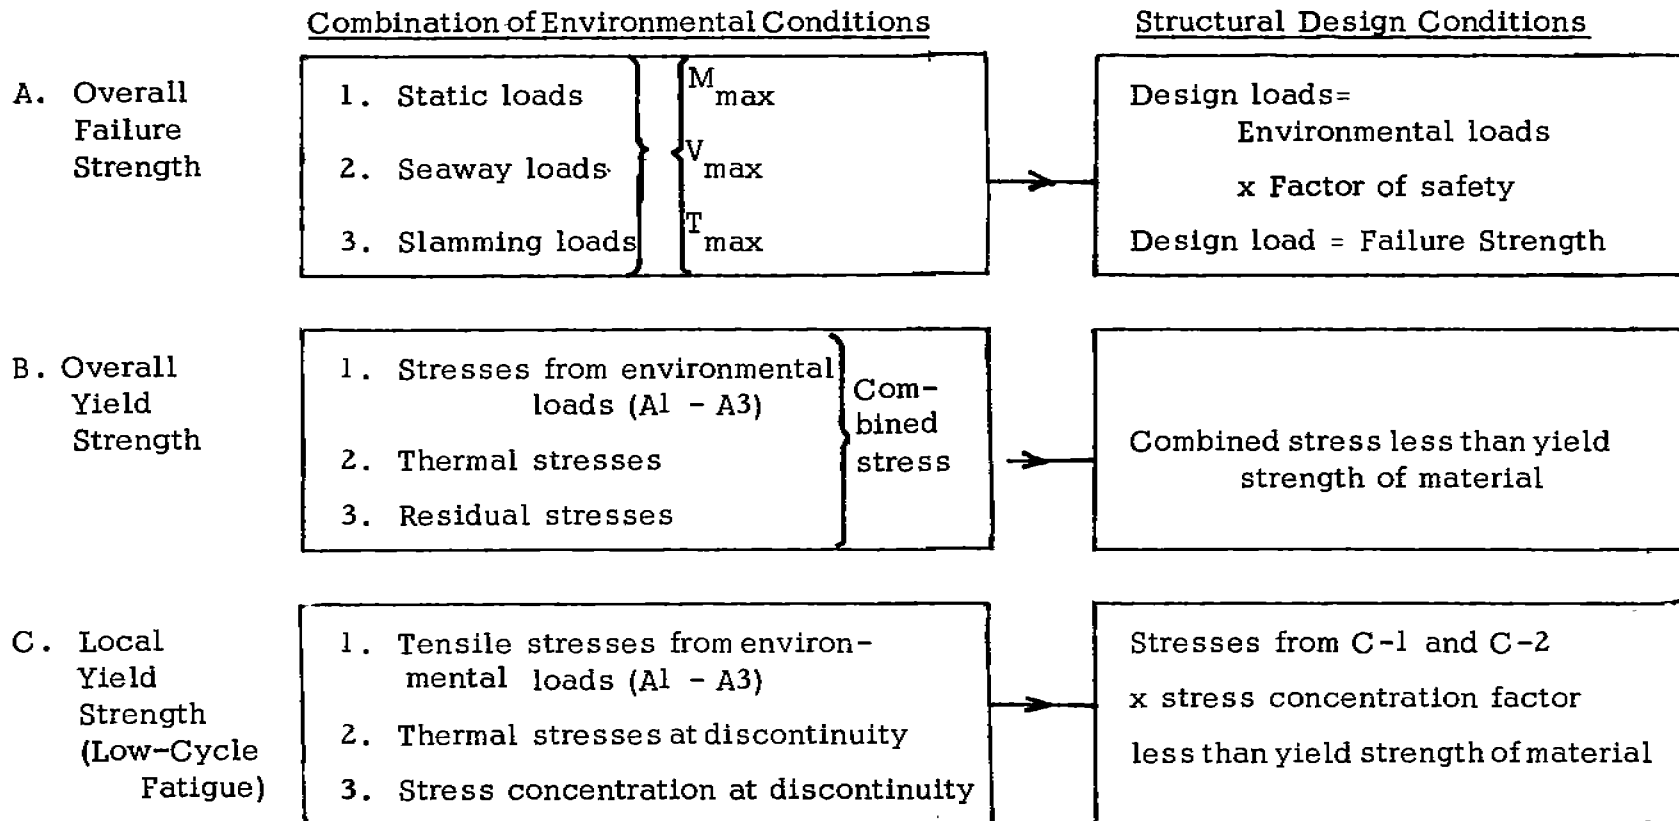 Combination of Environmental Conditions
Structural Design Conditions
A. Overall
Failure
Strength
1. Static loads
2. Seaway loads
3. Slamming loads
M max
V max
T max
Design loads=
Environmental loads
x Factor of safety
Design load = Failure Strength
B. Overall
Yield
Strength
1. Stresses from environmental
loads (A1 - A3)
2. Thermal stresses
3. Residual stresses
Com-
bined
stress
Combined stress less than yield
strength of material
C. Local
Yield
Strength
(Low-Cycle
Fatigue)
1. Tensile stresses from environ-
mental loads (A1 - A3)
2. Thermal stresses at discontinuity
3. Stress concentration at discontinuity
Stresses from C-1 and C-2
x stress concentration factor
less than yield strength of material